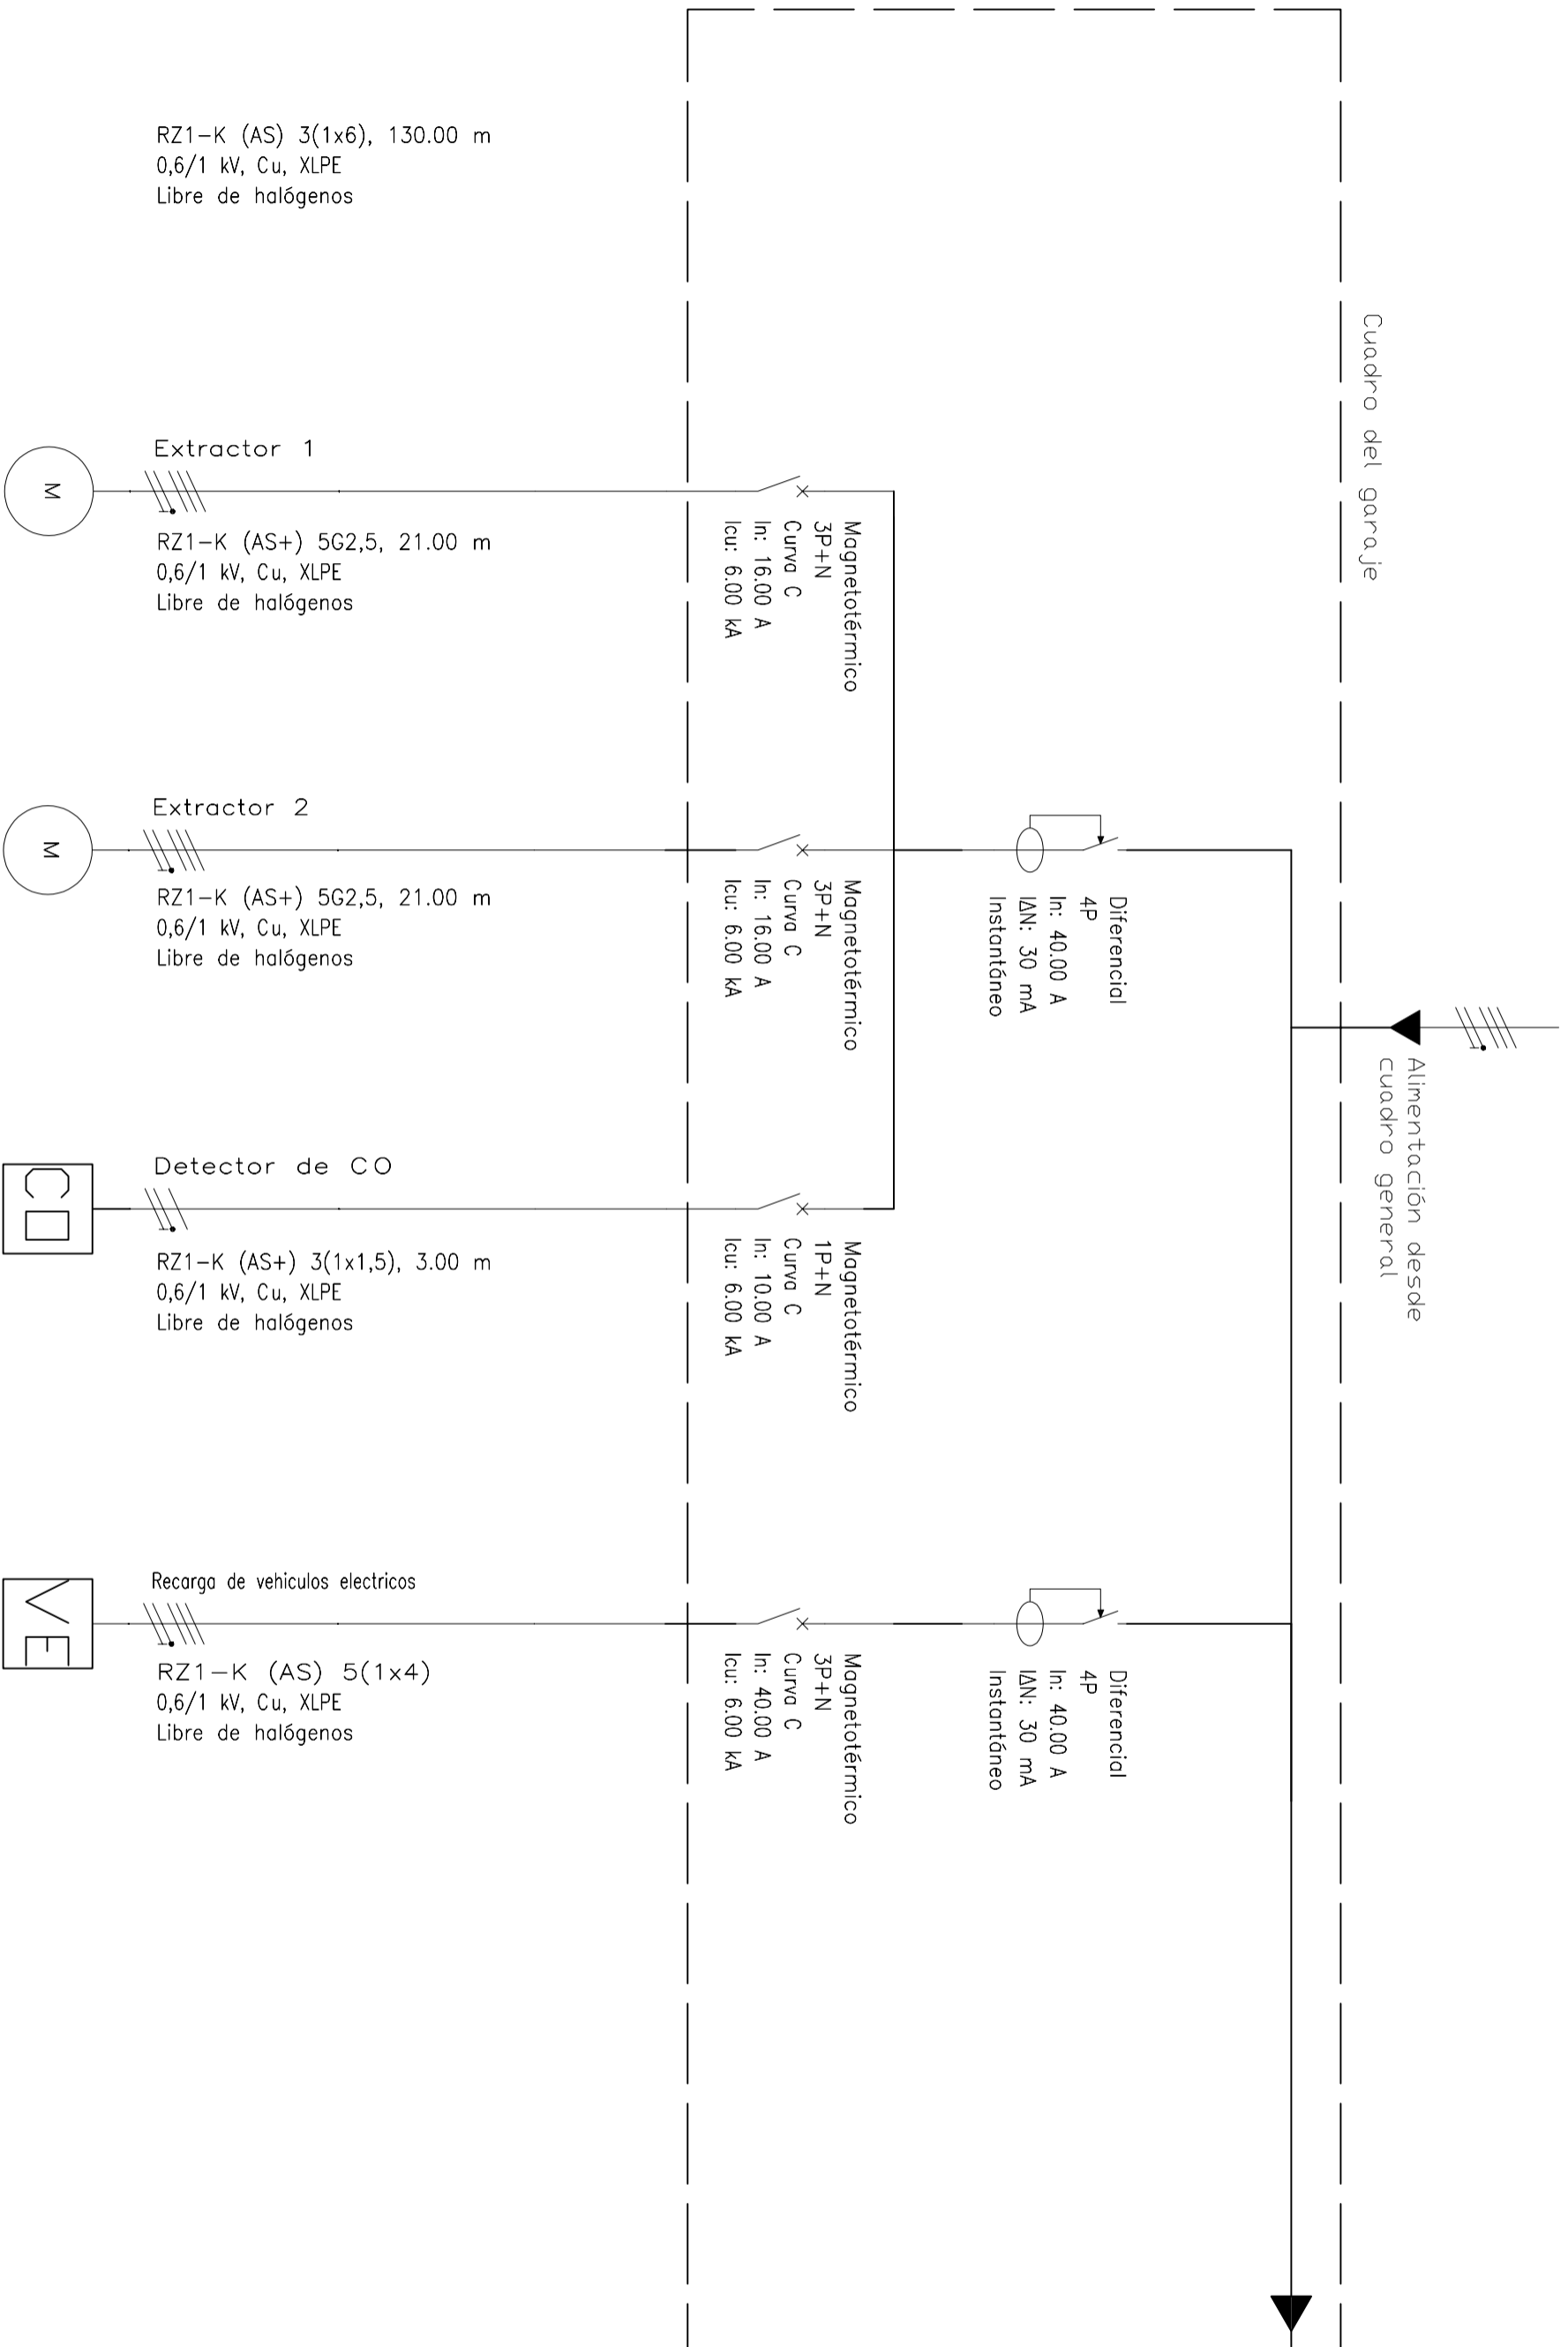 Cuadro del garaje
Alimentación desde
cuadro general
RZ1-K (AS) 3(1x6), 130.00 m
0,6/1 kV, Cu, XLPE
Libre de halógenos
Extractor 1
M
RZ1-K (AS+) 5G2,5, 21.00 m
0,6/1 kV, Cu, XLPE
Libre de halógenos
Magnetotérmico
3P+N
Curva C
In: 16.00 A
Icu: 6.00 kA
Extractor 2
M
RZ1-K (AS+) 5G2,5, 21.00 m
0,6/1 kV, Cu, XLPE
Libre de halógenos
Magnetotérmico
3P+N
Curva C
In: 16.00 A
Icu: 6.00 kA
Diferencial
4P
In: 40.00 A
IΔN: 30 mA
Instantáneo
Detector de CO
CO
RZ1-K (AS+) 3(1x1,5), 3.00 m
0,6/1 kV, Cu, XLPE
Libre de halógenos
Magnetotérmico
1P+N
Curva C
In: 10.00 A
Icu: 6.00 kA
Recarga de vehiculos electricos
VE
RZ1-K (AS) 5(1x4)
0,6/1 kV, Cu, XLPE
Libre de halógenos
Magnetotérmico
3P+N
Curva C
In: 40.00 A
Icu: 6.00 kA
Diferencial
4P
In: 40.00 A
IΔN: 30 mA
Instantáneo